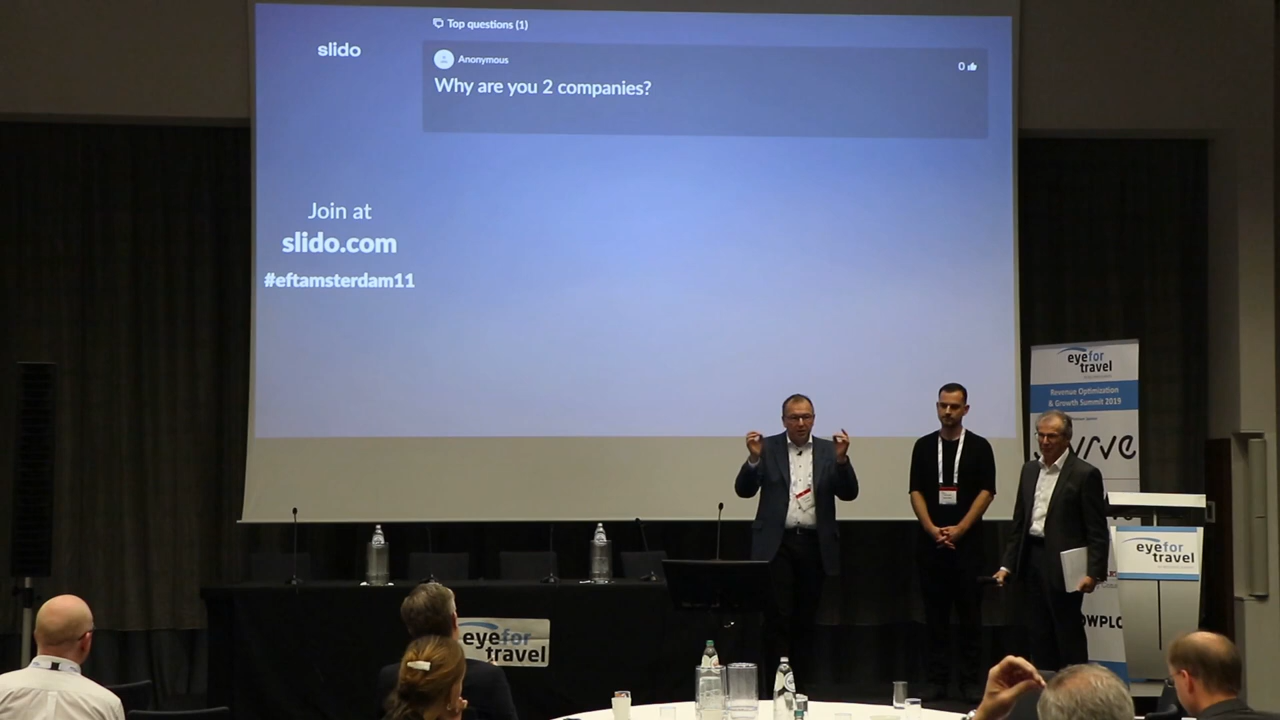 Top questions (1)
slido
Anonymous
0
Why are you 2 companies?
Join at
slido.com
#eftamsterdam11
eyefor
travel
Revenue Optimization
& Growth Summit 2019
eyefor
travel
eyefor
travel